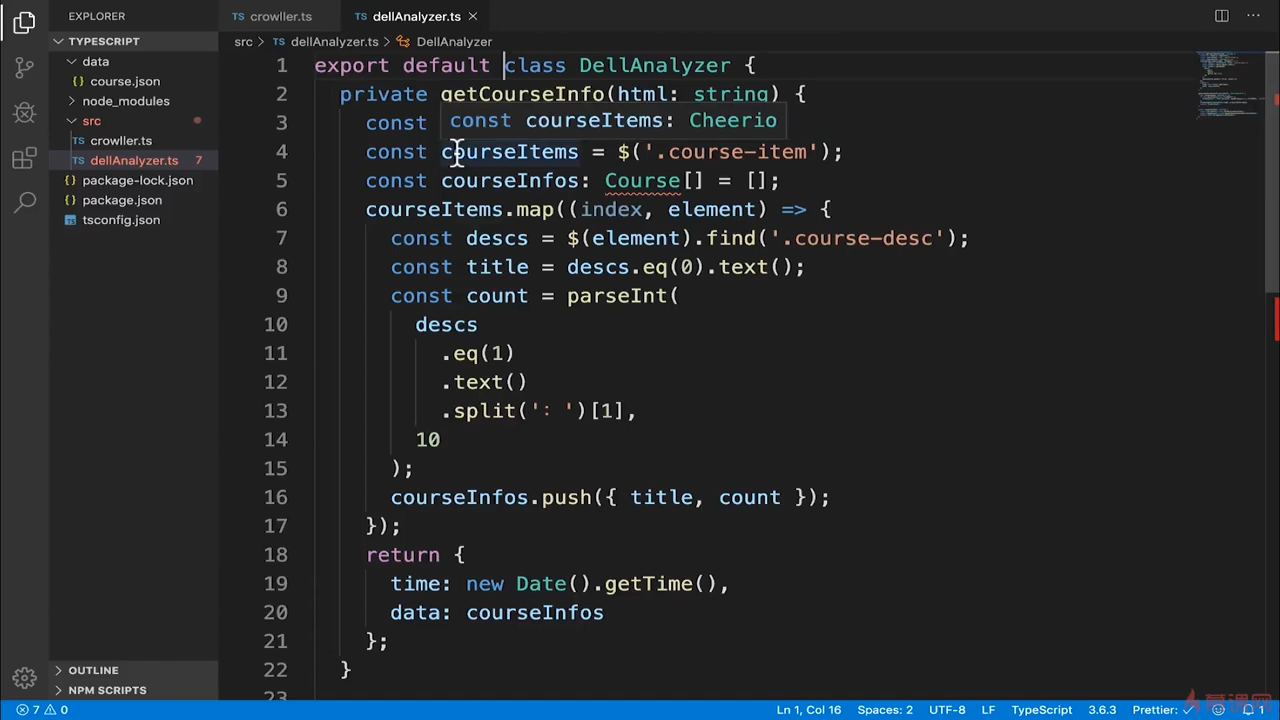 EXPLORER
TYPESCRIPT
data
course.json
node_modules
src
crowller.ts
dellAnalyzer.ts 7
package-lock.json
package.json
tsconfig.json
OUTLINE
NPM SCRIPTS
TS crowller.ts
TS dellAnalyzer.ts
src > TS dellAnalyzer.ts > DellAnalyzer
1 export default class DellAnalyzer {
2 private getCourseInfo(html: string) {
const courseItems: Cheerio
3 const
4 const courseItems = $('.course-item');
5 const courseInfos: Course[] = [];
6 courseItems.map((index, element) => {
7 const descs = $(element).find('.course-desc');
8 const title = descs.eq(0).text();
9 const count = parseInt(
10 descs
11 .eq(1)
12 .text()
13 .split('：')[1],
14 10
15 );
16 courseInfos.push({ title, count });
17 });
18 return {
19 time: new Date().getTime(),
20 data: courseInfos
21 };
22 }
23
7 0 Ln 1, Col 16 Spaces: 2 UTF-8 LF TypeScript 3.6.3 Prettier: ✓ 1
慕课网